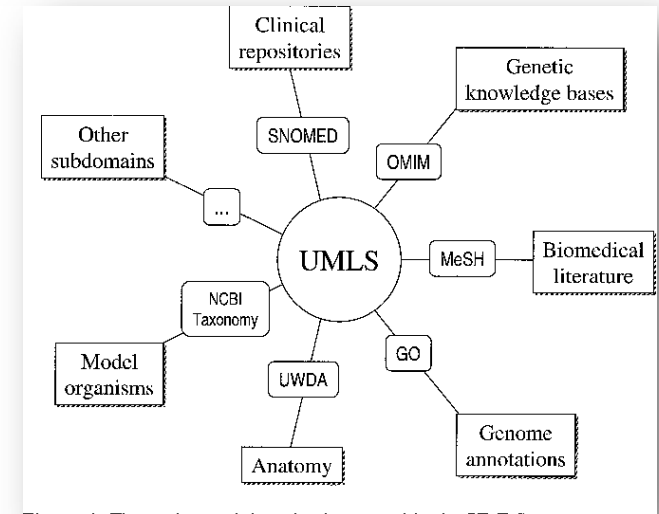 Clinical
repositories
Genetic
knowledge bases
SNOMED
Other
subdomains
OMIM
...
UMLS
MeSH
Biomedical
literature
NCBI
Taxonomy
GO
Model
organisms
UWDA
Genome
annotations
Anatomy